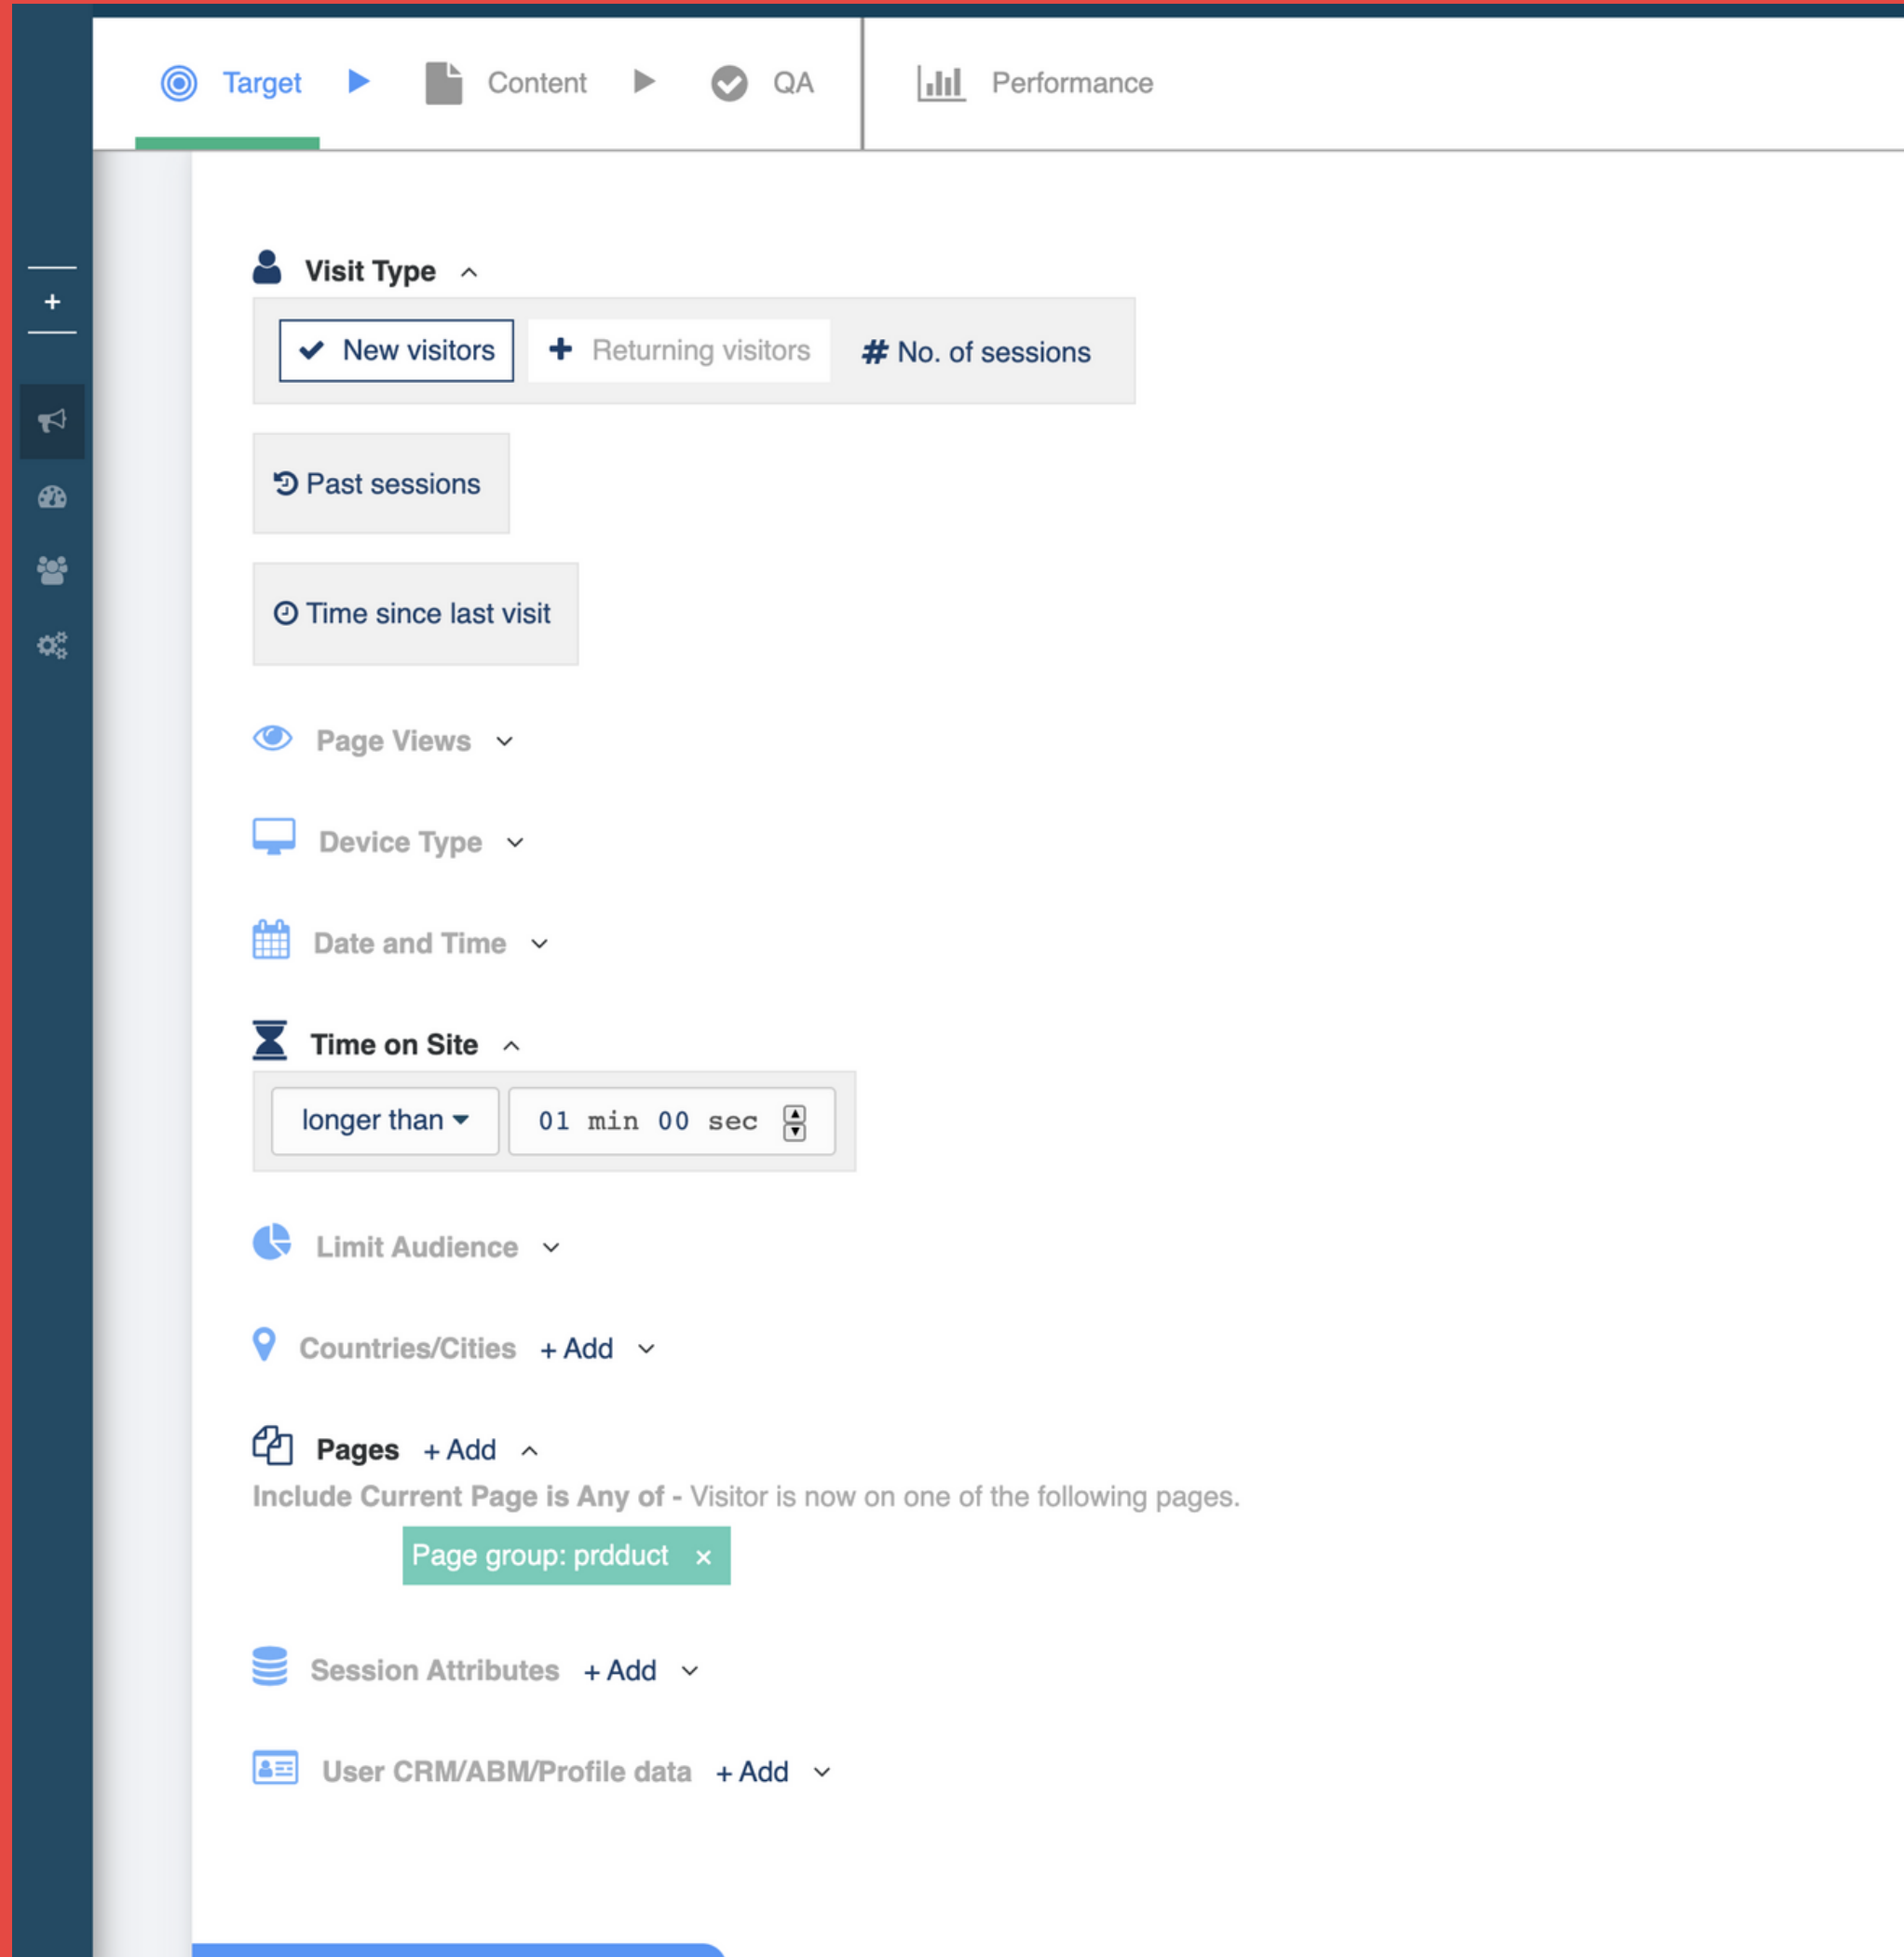 Target Content QA Performance
Visit Type
New visitors Returning visitors # No. of sessions
Past sessions
Time since last visit
Page Views
Device Type
Date and Time
Time on Site
longer than 01 min 00 sec
Limit Audience
Countries/Cities + Add
Pages + Add
Include Current Page is Any of - Visitor is now on one of the following pages.
Page group: prdduct ×
Session Attributes + Add
User CRM/ABM/Profile data + Add